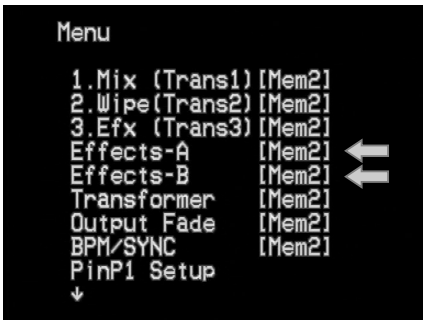 Menu
1.Mix (Trans1)[Mem2]
2.Wipe(Trans2)[Mem2]
3.Efx (Trans3)[Mem2]
Effects-A [Mem2]
Effects-B [Mem2]
Transformer [Mem2]
Output Fade [Mem2]
BPM/SYNC [Mem2]
PinP1 Setup